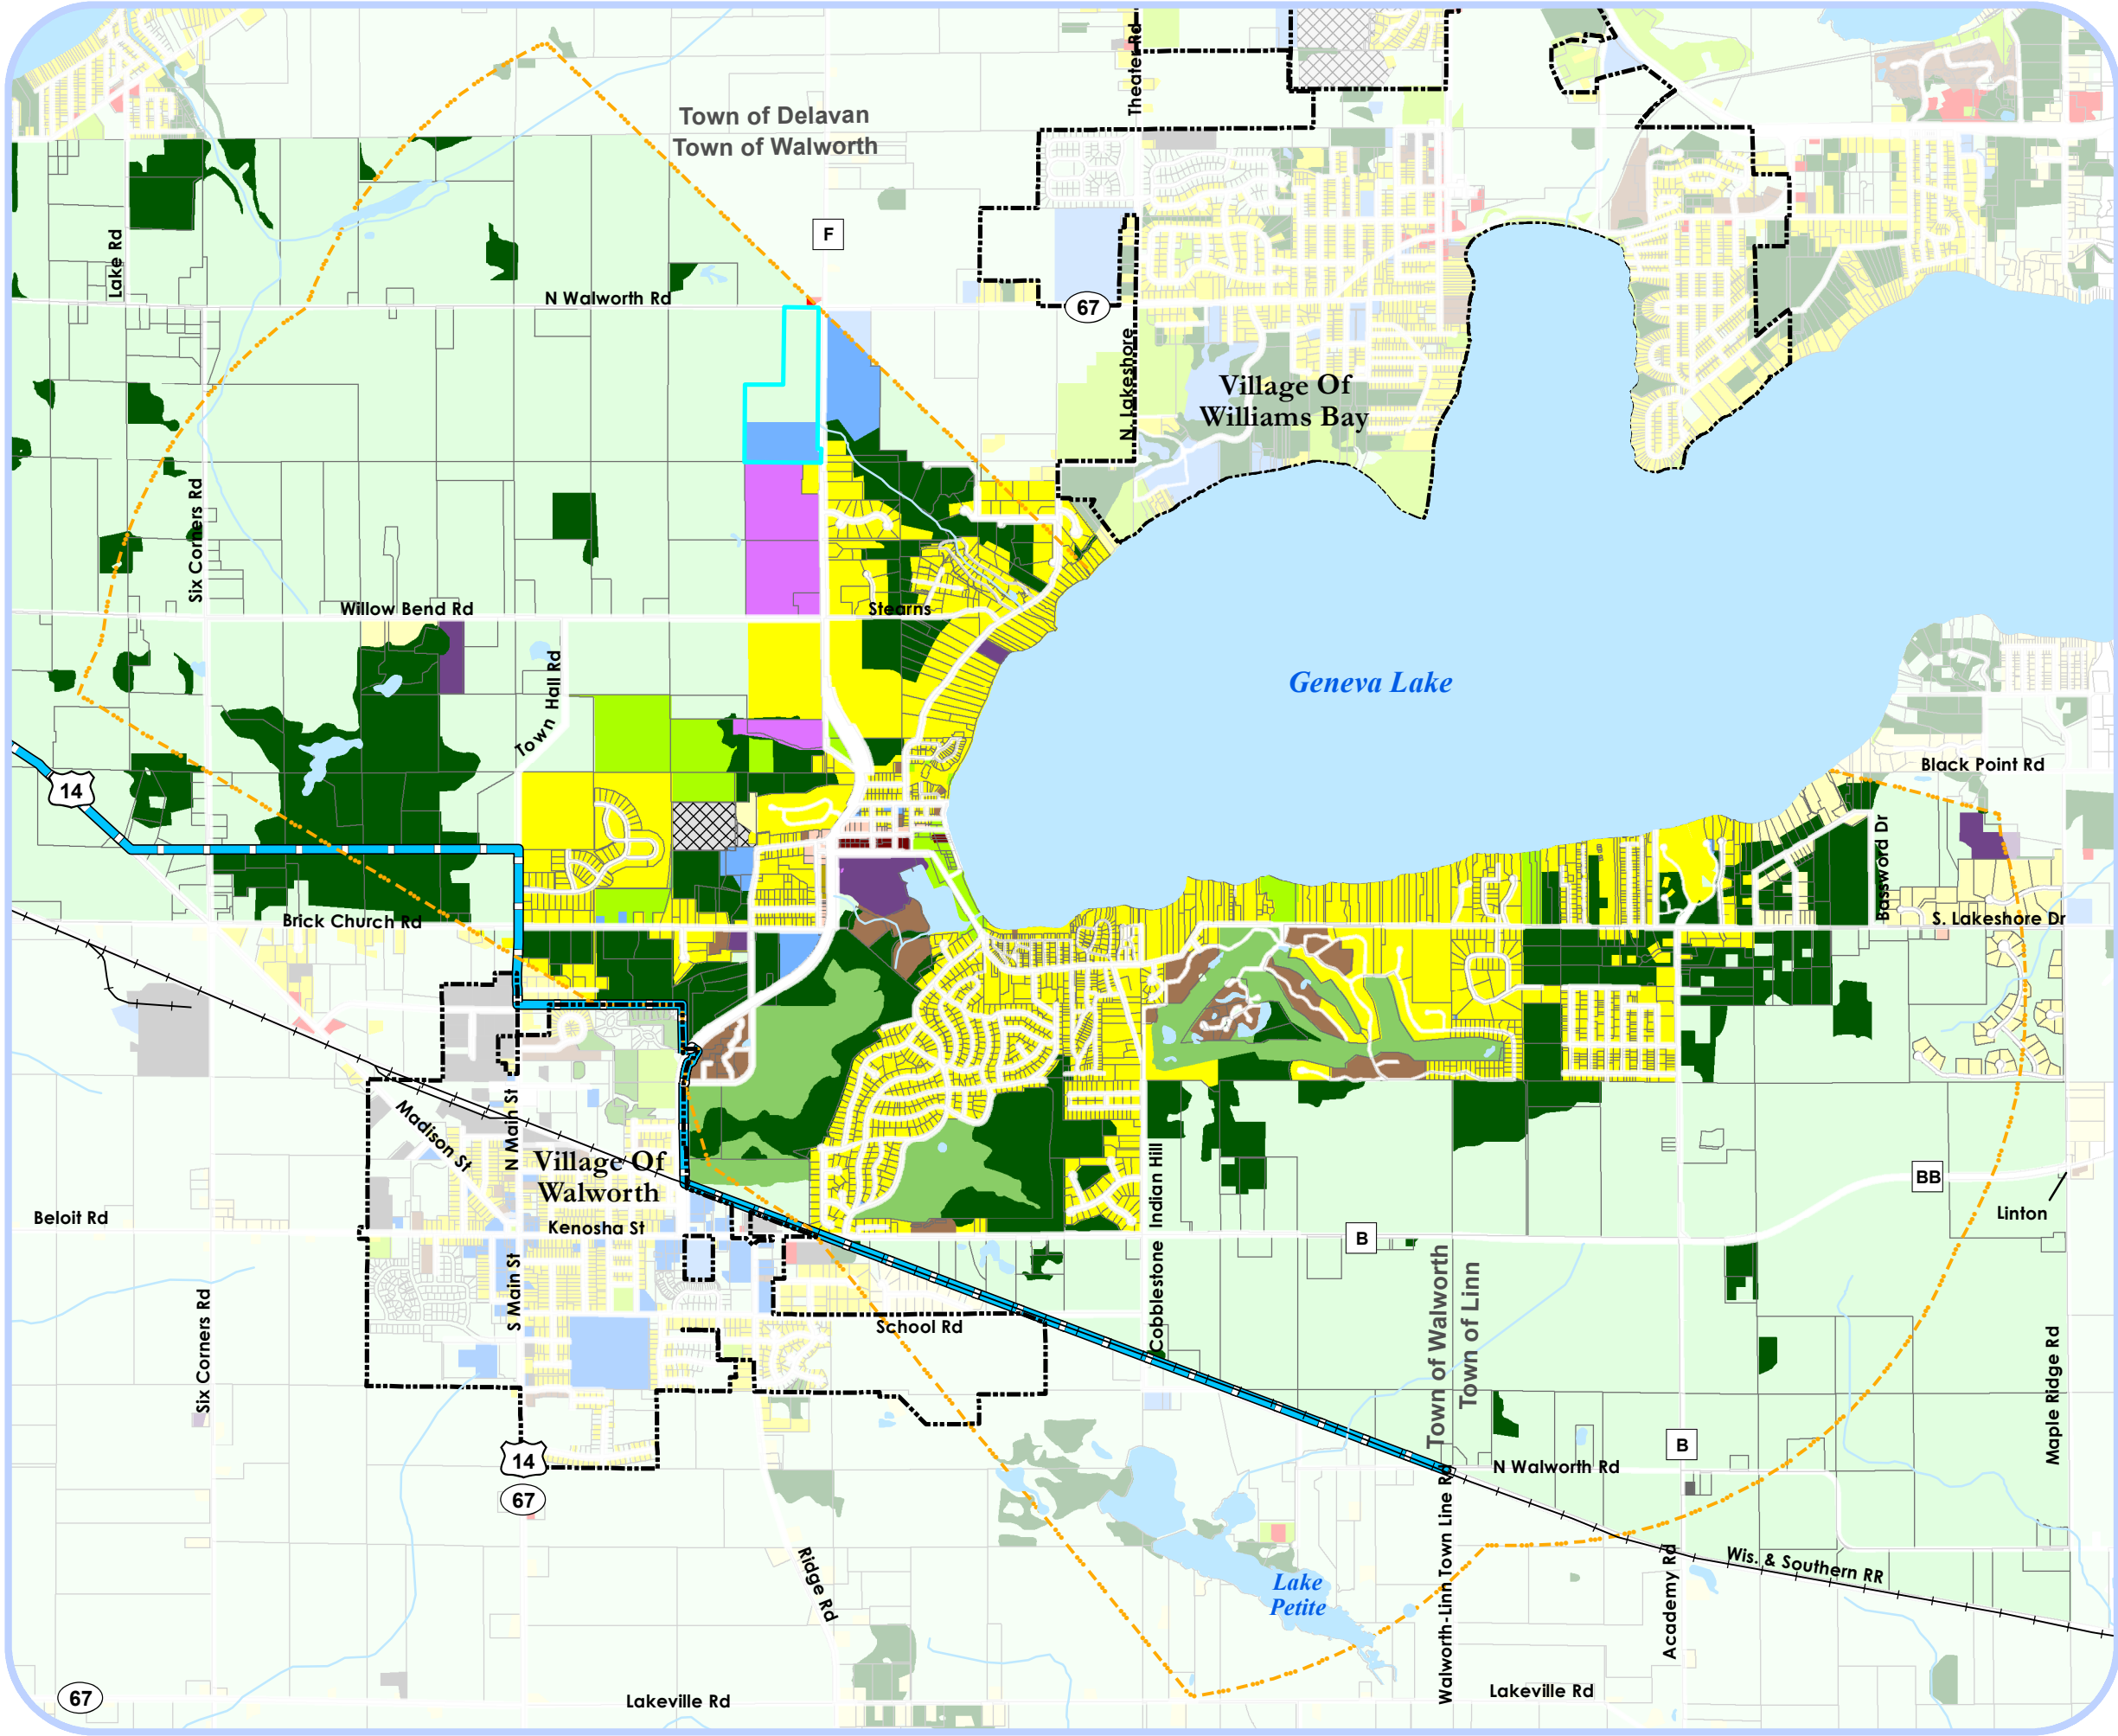 Theater Rd
Town of Delavan
Town of Walworth
F
Lake Rd
N Walworth Rd
67
N. Lakeshore
Village Of
Williams Bay
Six Corners Rd
Willow Bend Rd
Stearns
Town Hall Rd
Geneva Lake
14
Black Point Rd
Bassword Dr
S. Lakeshore Dr
Brick Church Rd
Madison St
N Main St
Village Of
Walworth
Beloit Rd
Kenosha St
Indian Hill
Cobblestone
BB
Linton
B
Town of Walworth
Town of Linn
S Main St
School Rd
Six Corners Rd
Maple Ridge Rd
14
67
B
N Walworth Rd
Walworth-Linn Town Line Rd
Ridge Rd
Lake
Petite
Academy Rd
Wis. & Southern RR
67
Lakeville Rd
Lakeville Rd